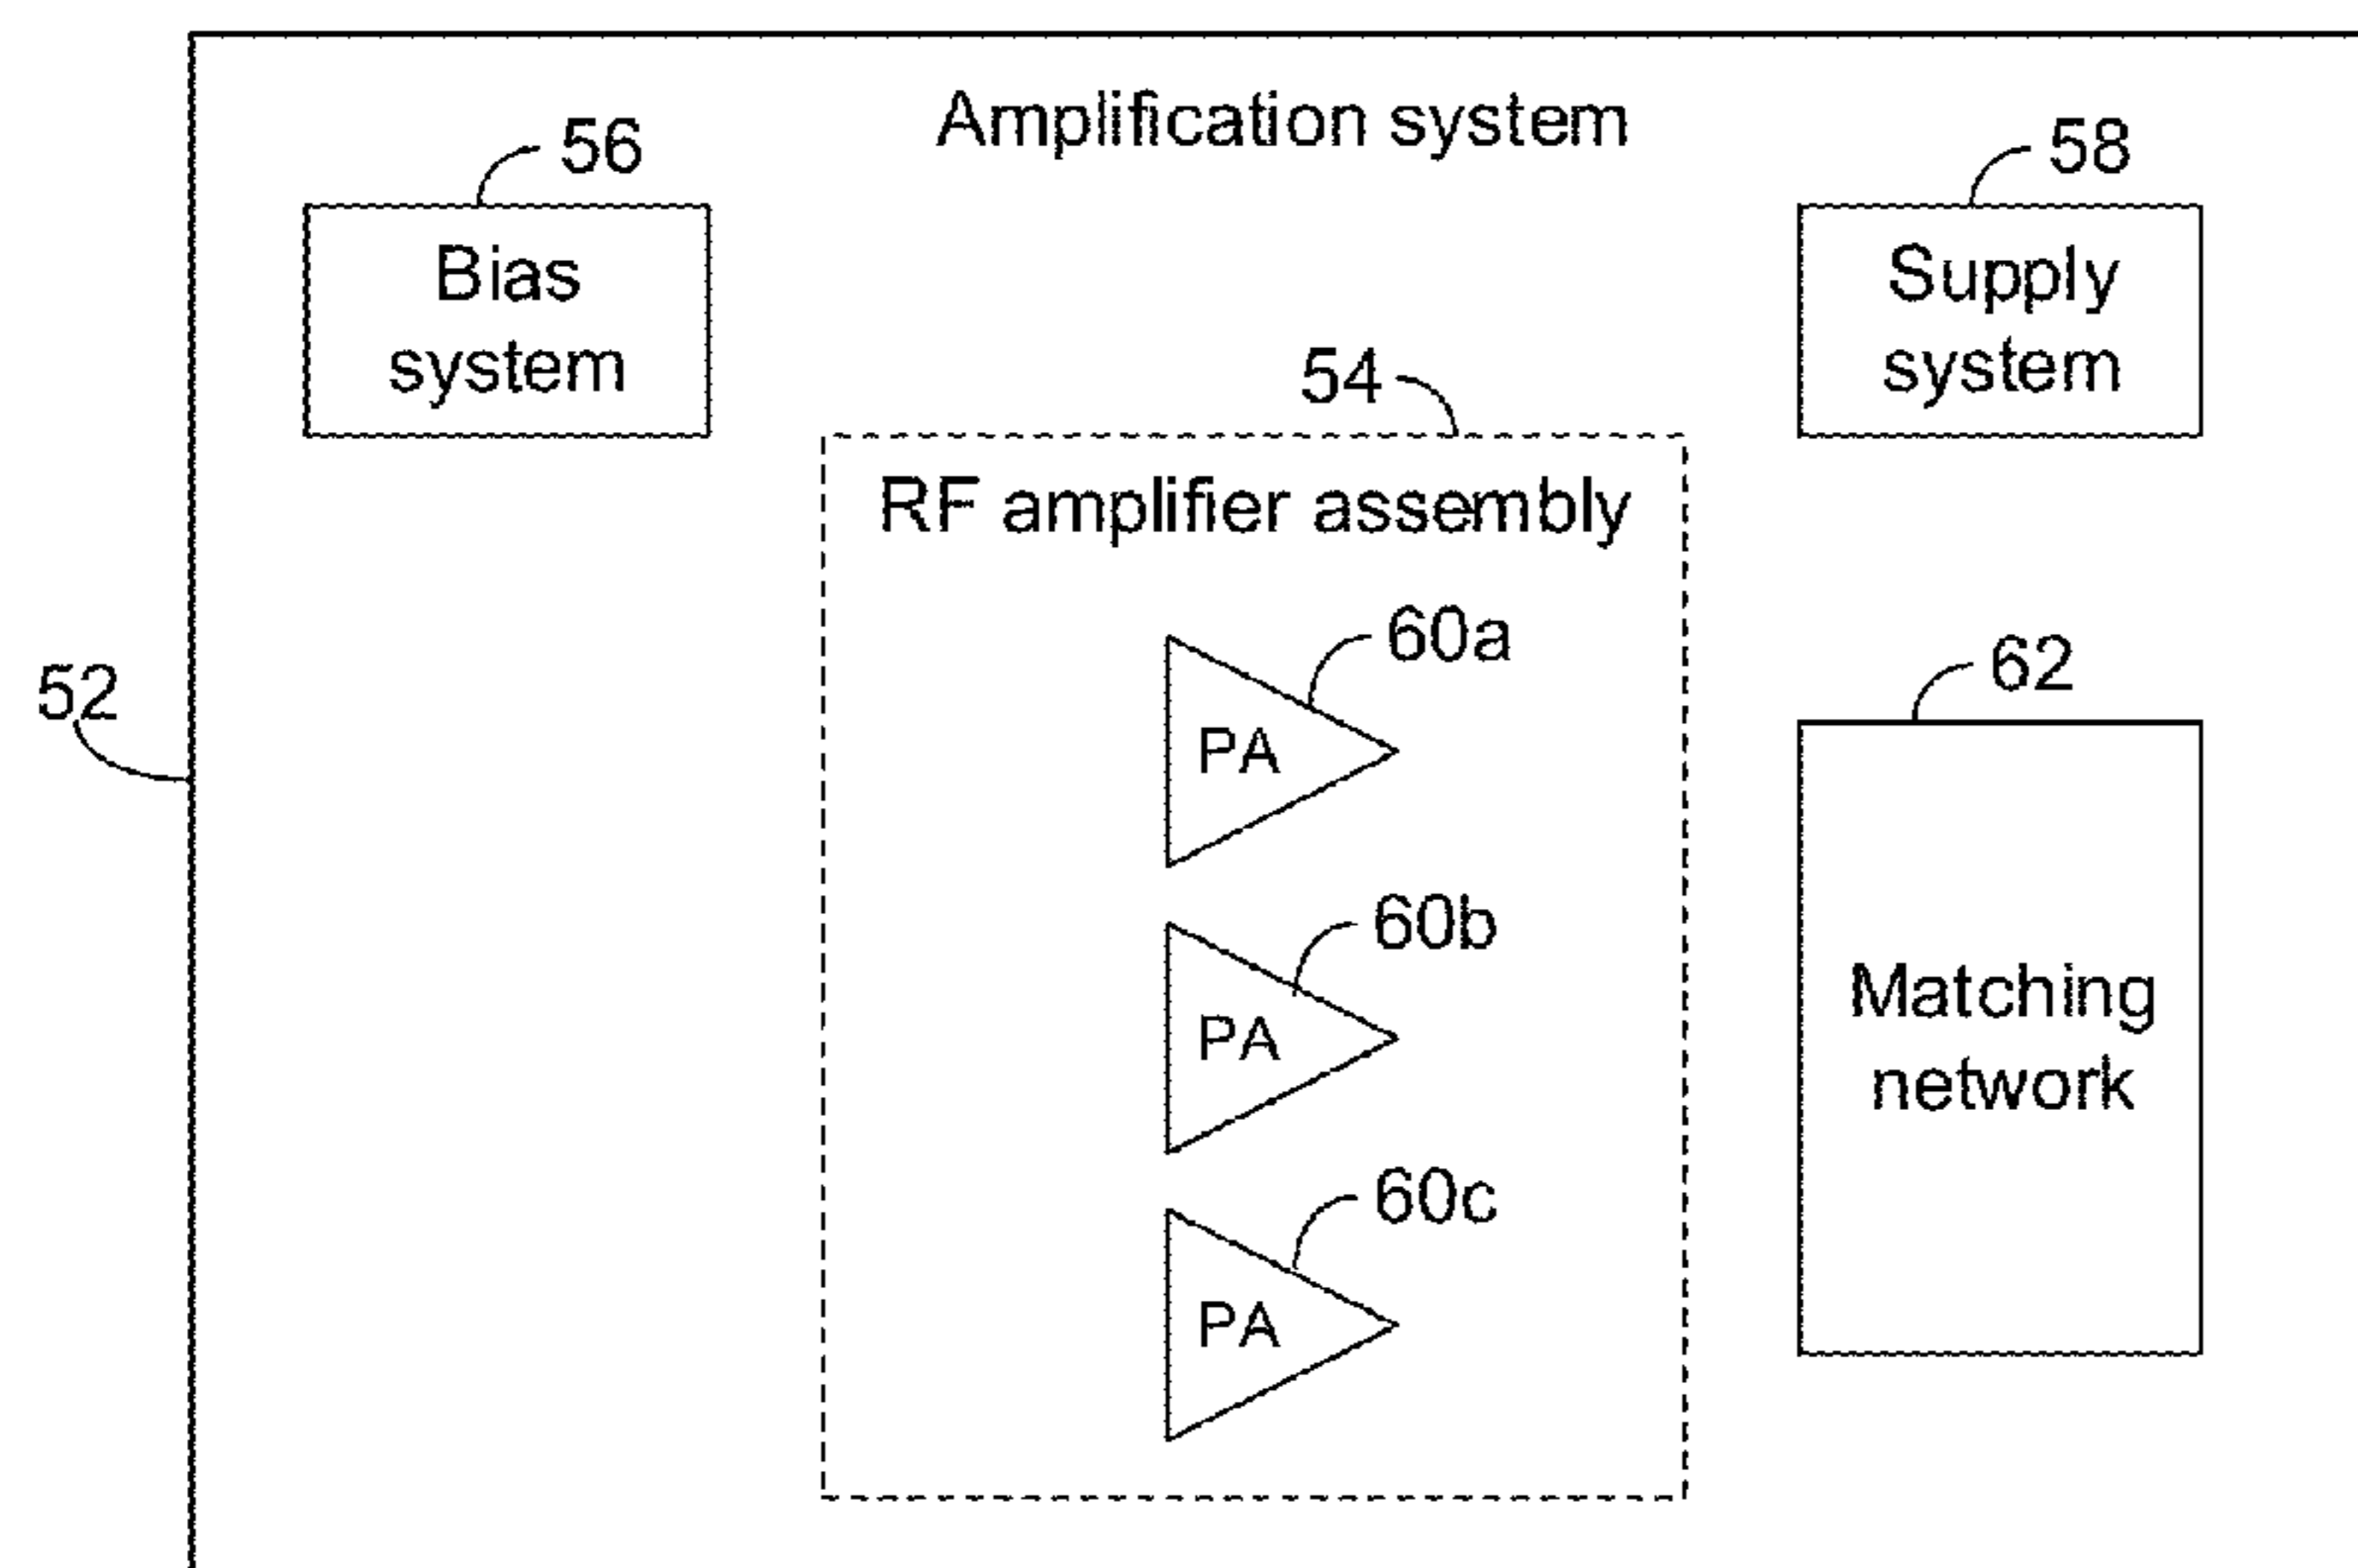 Amplification system
56
Bias
system
58
Supply
system
54
RF amplifier assembly
52
60a
PA
62
Matching
network
60b
PA
60c
PA